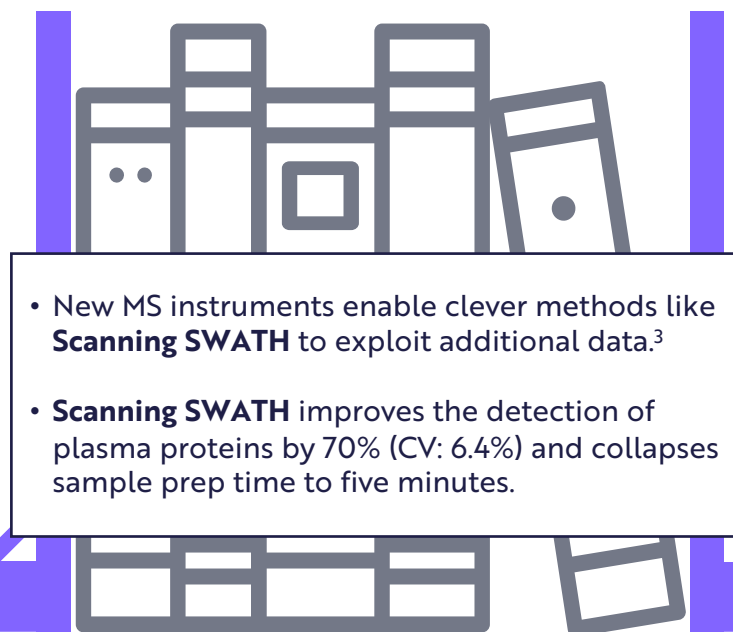 • New MS instruments enable clever methods like
Scanning SWATH to exploit additional data.³
• Scanning SWATH improves the detection of
plasma proteins by 70% (CV: 6.4%) and collapses
sample prep time to five minutes.